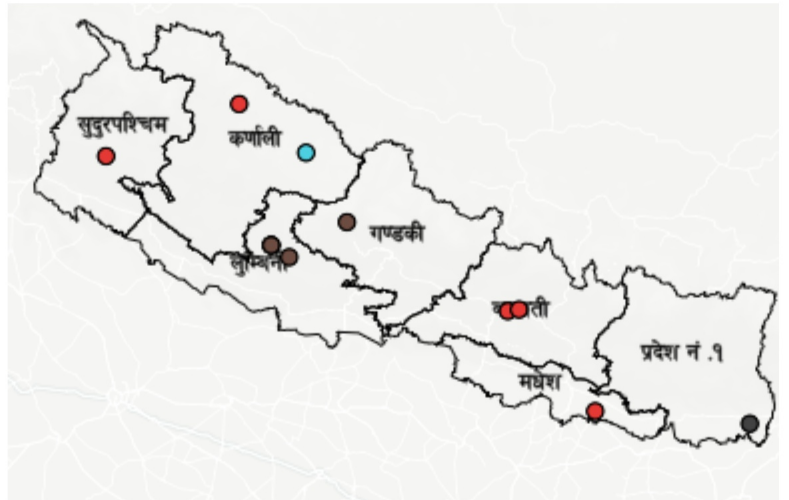 सुदुरपश्चिम
कर्णाली
गण्डकी
लुम्बिनी
प्रदेश नं .१
मधेश